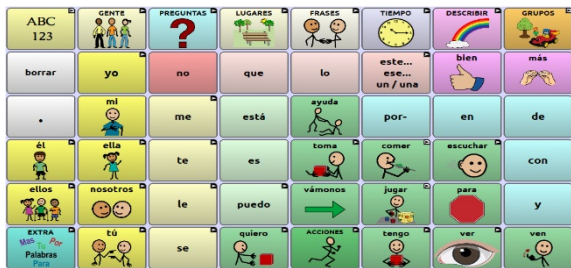 ABC GENTE PREGUNTAS LUGARES FRASES TIEMPO DESCRIBIR GRUPOS
123 ?
borrar yo no que lo este... bien más
ese...
un / una
. mi me está ayuda por- en de
él ella te es toma comer escuchar con
ellos nosotros le puedo vámonos jugar para y
EXTRA tú se quiero ACCIONES tengo ver ven
Mas Tu Por
Palabras
Para